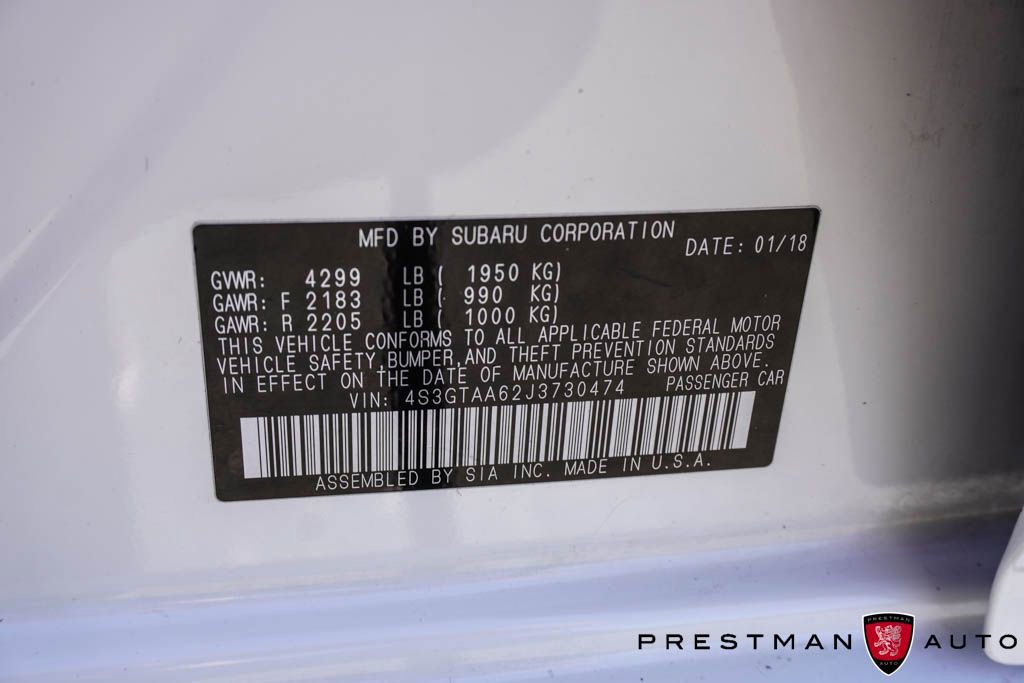 MFD BY SUBARU CORPORATION DATE: 01/18
GVWR: 4299 LB ( 1950 KG)
GAWR: F 2183 LB ( 990 KG)
GAWR: R 2205 LB ( 1000 KG)
THIS VEHICLE CONFORMS TO ALL APPLICABLE FEDERAL MOTOR
VEHICLE SAFETY,BUMPER,AND THEFT PREVENTION STANDARDS
IN EFFECT ON THE DATE OF MANUFACTURE SHOWN ABOVE.
VIN: 4S3GTAA62J3730474 PASSENGER CAR
ASSEMBLED BY SIA INC. MADE IN U.S.A.
PRESTMAN PRESTMAN AUTO AUTO